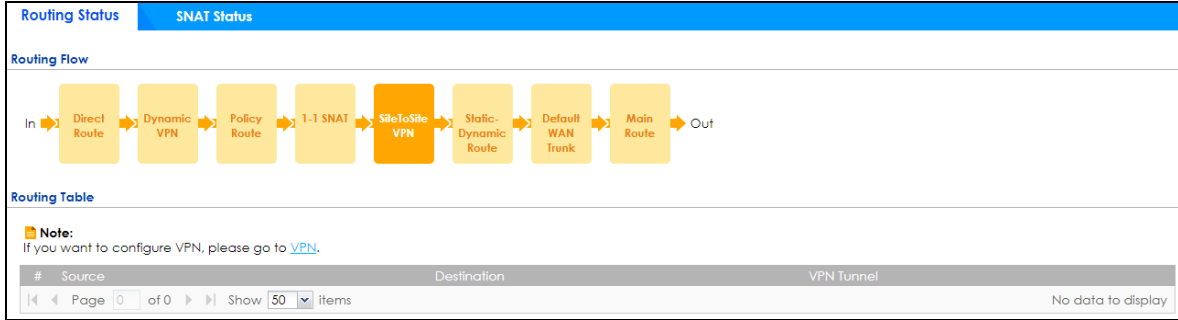 Routing Status SNAT Status
Routing Flow
In Direct Route Dynamic VPN Policy Route 1-1 SNAT SiteToSite VPN Static-Dynamic Route Default WAN Trunk Main Route Out
Routing Table
Note:
If you want to configure VPN, please go to VPN.
# Source Destination VPN Tunnel
Page 0 of 0 Show 50 items No data to display